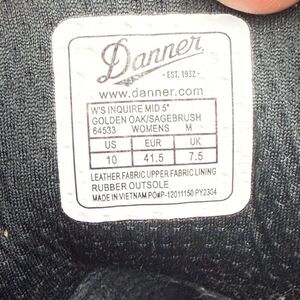 Danner
- EST. 1932 -
www.danner.com
W'S INQUIRE MID 5"
GOLDEN OAK/SAGEBRUSH
64533 WOMENS M
US EUR UK
10 41.5 7.5
LEATHER FABRIC UPPER FABRIC LINING
RUBBER OUTSOLE
MADE IN VIETNAM PO#P-12011150 PY2304